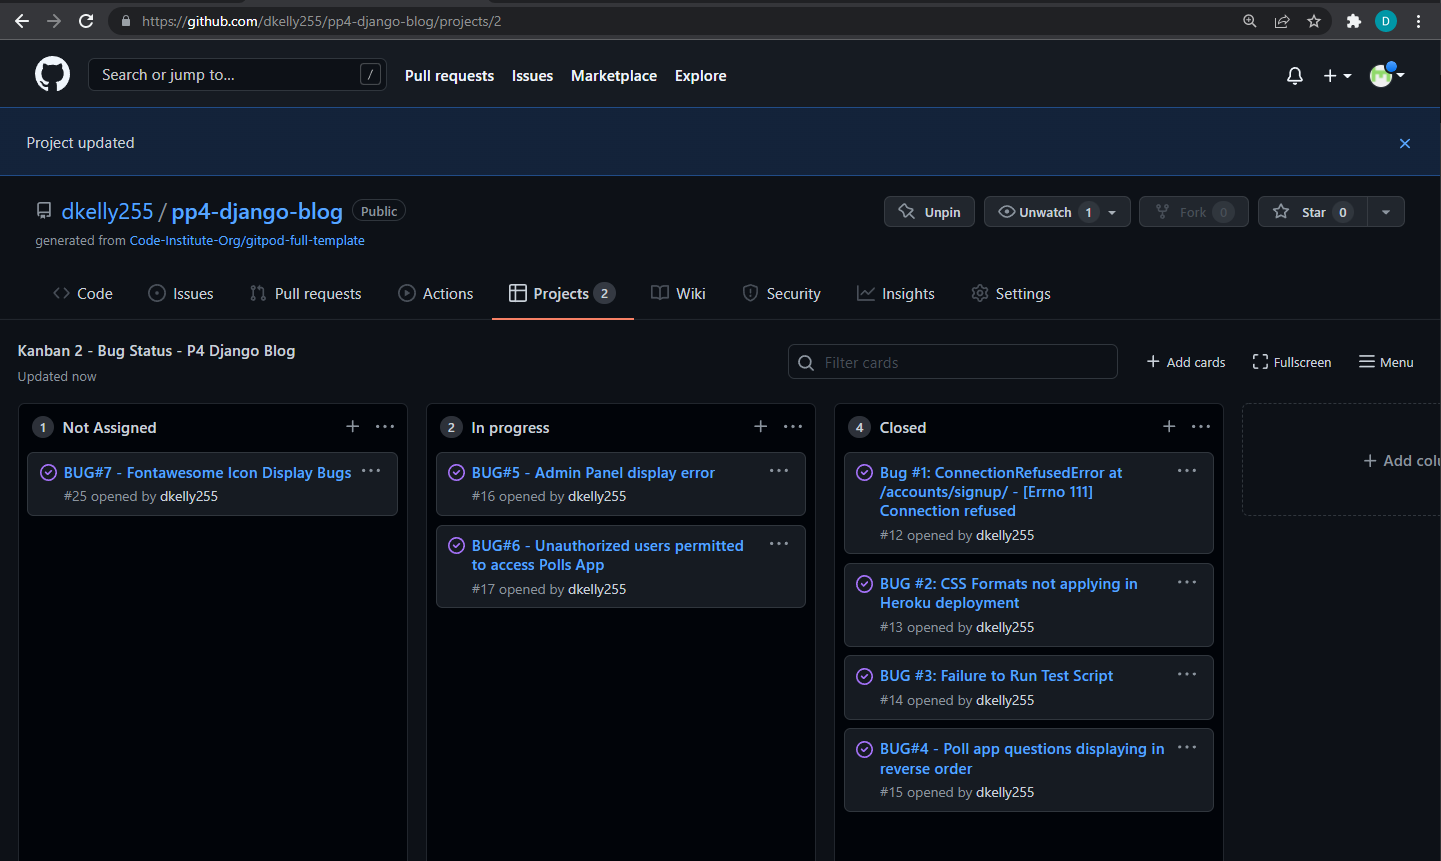 https://github.com/dkelly255/pp4-django-blog/projects/2
D
Search or jump to...
/
Pull requests
Issues
Marketplace
Explore
Project updated
dkelly255 / pp4-django-blog
Public
generated from Code-Institute-Org/gitpod-full-template
Unpin
Unwatch 1
Fork 0
Star 0
Code
Issues
Pull requests
Actions
Projects 2
Wiki
Security
Insights
Settings
Kanban 2 - Bug Status - P4 Django Blog
Updated now
Filter cards
Add cards
Fullscreen
Menu
1 Not Assigned
BUG#7 - Fontawesome Icon Display Bugs
#25 opened by dkelly255
2 In progress
BUG#5 - Admin Panel display error
#16 opened by dkelly255
BUG#6 - Unauthorized users permitted
to access Polls App
#17 opened by dkelly255
4 Closed
Bug #1: ConnectionRefusedError at
/accounts/signup/ - [Errno 111]
Connection refused
#12 opened by dkelly255
BUG #2: CSS Formats not applying in
Heroku deployment
#13 opened by dkelly255
BUG #3: Failure to Run Test Script
#14 opened by dkelly255
BUG#4 - Poll app questions displaying in
reverse order
#15 opened by dkelly255
+ Add colu